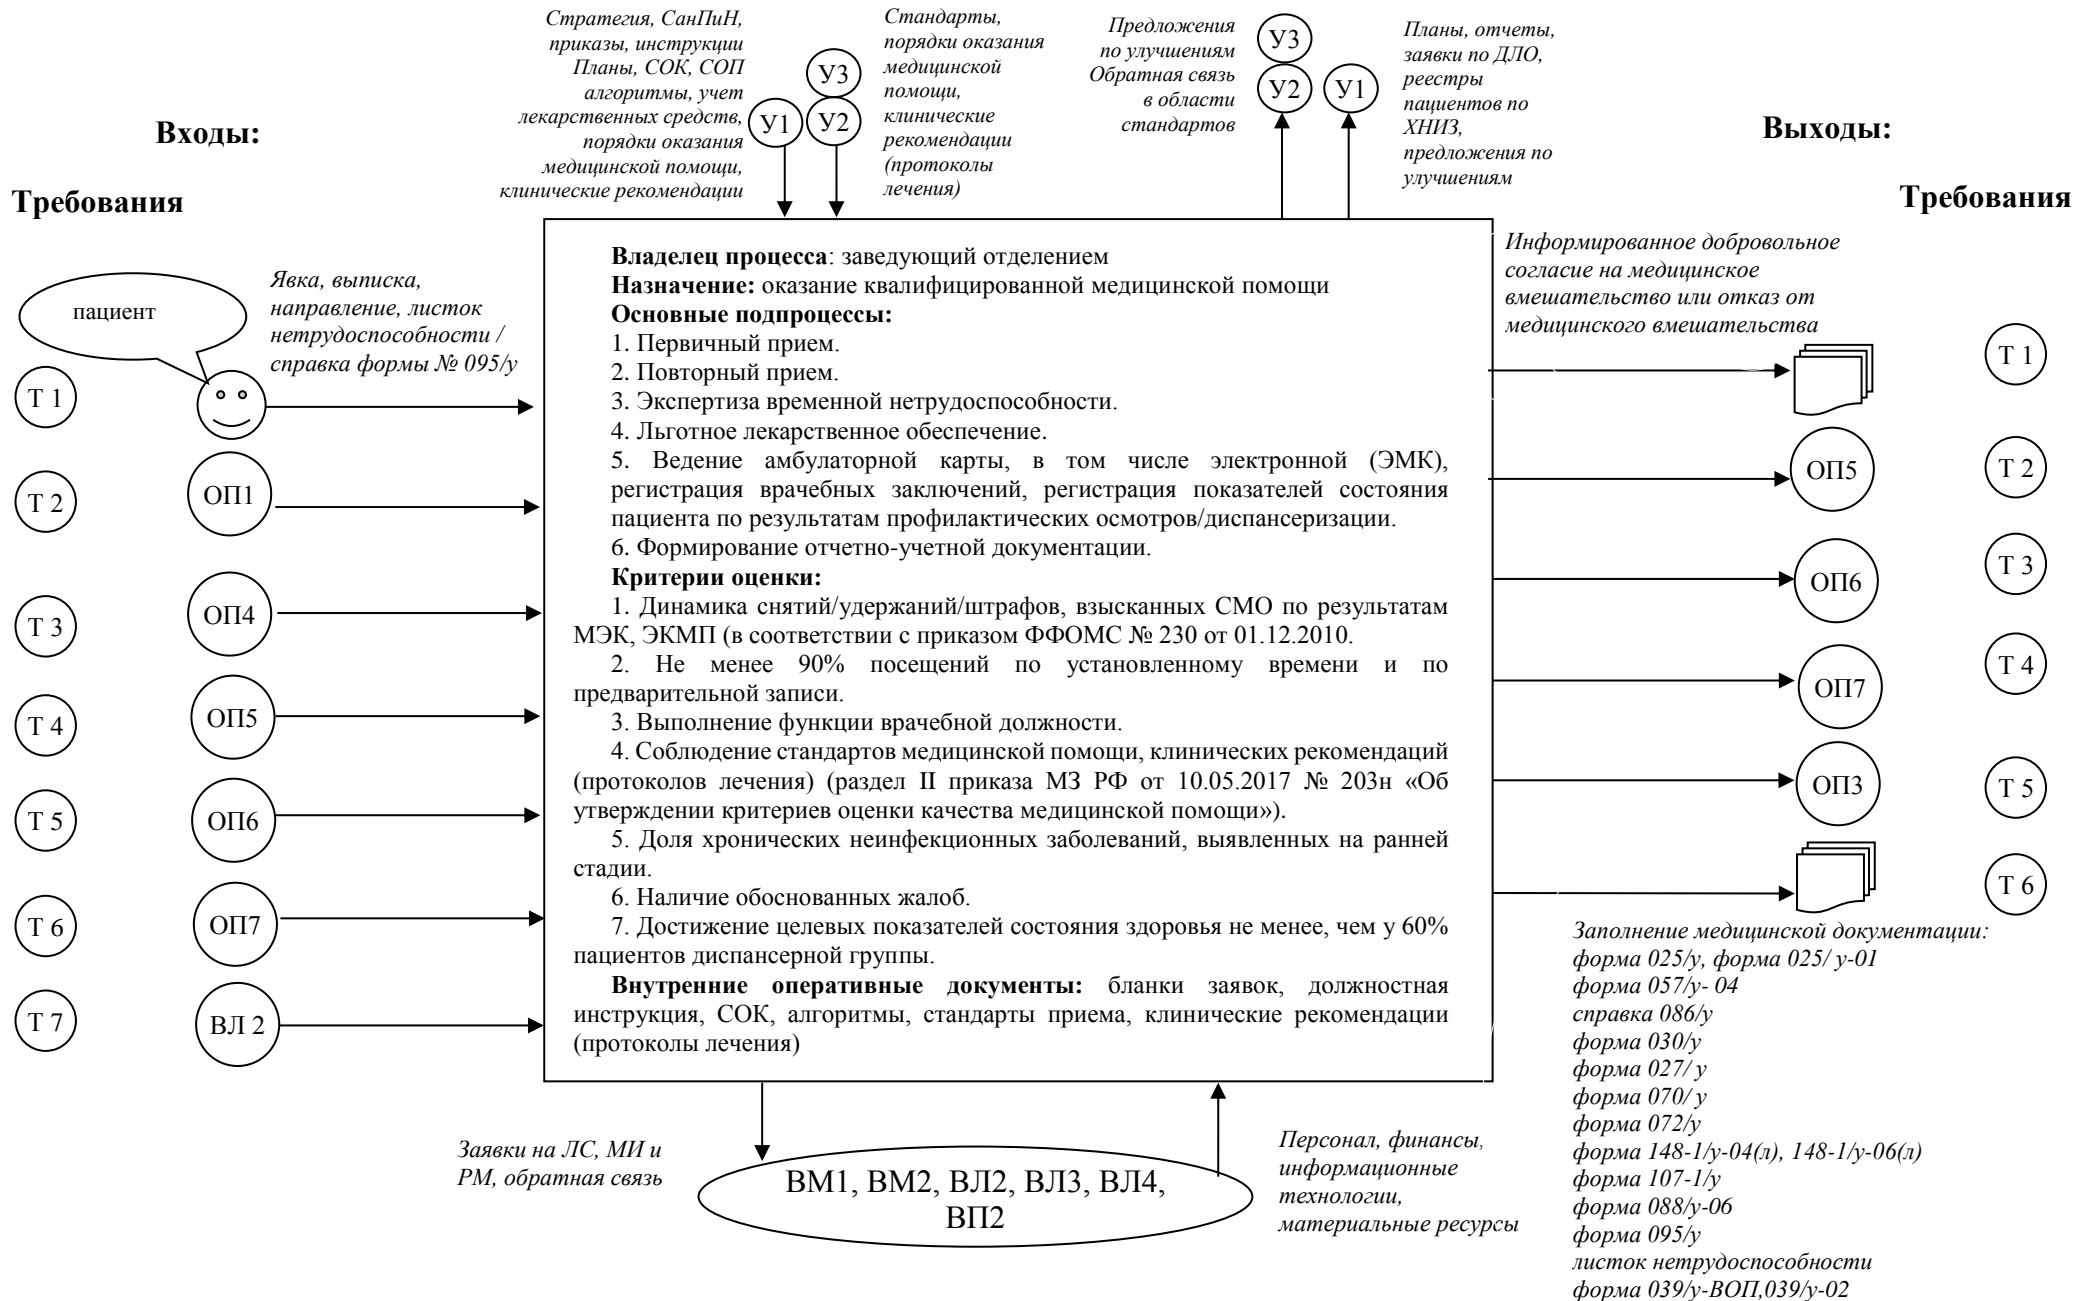 Стратегия, СанПиН,
приказы, инструкции
Планы, СОК, СОП
алгоритмы, учет
лекарственных средств,
порядки оказания
медицинской помощи,
клинические рекомендации
У1
У3
У2
Стандарты,
порядки оказания
медицинской
помощи,
клинические
рекомендации
(протоколы
лечения)
Предложения
по улучшениям
Обратная связь
в области
стандартов
У3
У2
У1
Планы, отчеты,
заявки по ДЛО,
реестры
пациентов по
ХНИЗ,
предложения по
улучшениям
Входы:
Требования
Выходы:
Требования
пациент
Явка, выписка,
направление, листок
нетрудоспособности /
справка формы № 095/у
Т 1
Т 2
ОП1
Т 3
ОП4
Т 4
ОП5
Т 5
ОП6
Т 6
ОП7
Т 7
ВЛ 2
Владелец процесса: заведующий отделением
Назначение: оказание квалифицированной медицинской помощи
Основные подпроцессы:
1. Первичный прием.
2. Повторный прием.
3. Экспертиза временной нетрудоспособности.
4. Льготное лекарственное обеспечение.
5. Ведение амбулаторной карты, в том числе электронной (ЭМК),
регистрация врачебных заключений, регистрация показателей состояния
пациента по результатам профилактических осмотров/диспансеризации.
6. Формирование отчетно-учетной документации.
Критерии оценки:
1. Динамика снятий/удержаний/штрафов, взысканных СМО по результатам
МЭК, ЭКМП (в соответствии с приказом ФФОМС № 230 от 01.12.2010.
2. Не менее 90% посещений по установленному времени и по
предварительной записи.
3. Выполнение функции врачебной должности.
4. Соблюдение стандартов медицинской помощи, клинических рекомендаций
(протоколов лечения) (раздел II приказа МЗ РФ от 10.05.2017 № 203н «Об
утверждении критериев оценки качества медицинской помощи»).
5. Доля хронических неинфекционных заболеваний, выявленных на ранней
стадии.
6. Наличие обоснованных жалоб.
7. Достижение целевых показателей состояния здоровья не менее, чем у 60%
пациентов диспансерной группы.
Внутренние оперативные документы: бланки заявок, должностная
инструкция, СОК, алгоритмы, стандарты приема, клинические рекомендации
(протоколы лечения)
Информированное добровольное
согласие на медицинское
вмешательство или отказ от
медицинского вмешательства
Т 1
ОП5
Т 2
ОП6
Т 3
ОП7
Т 4
ОП3
Т 5
Т 6
Заполнение медицинской документации:
форма 025/у, форма 025/ у-01
форма 057/у- 04
справка 086/у
форма 030/у
форма 027/ у
форма 070/ у
форма 072/у
форма 148-1/у-04(л), 148-1/у-06(л)
форма 107-1/у
форма 088/у-06
форма 095/у
листок нетрудоспособности
форма 039/у-ВОП,039/у-02
Заявки на ЛС, МИ и
РМ, обратная связь
ВМ1, ВМ2, ВЛ2, ВЛ3, ВЛ4,
ВП2
Персонал, финансы,
информационные
технологии,
материальные ресурсы